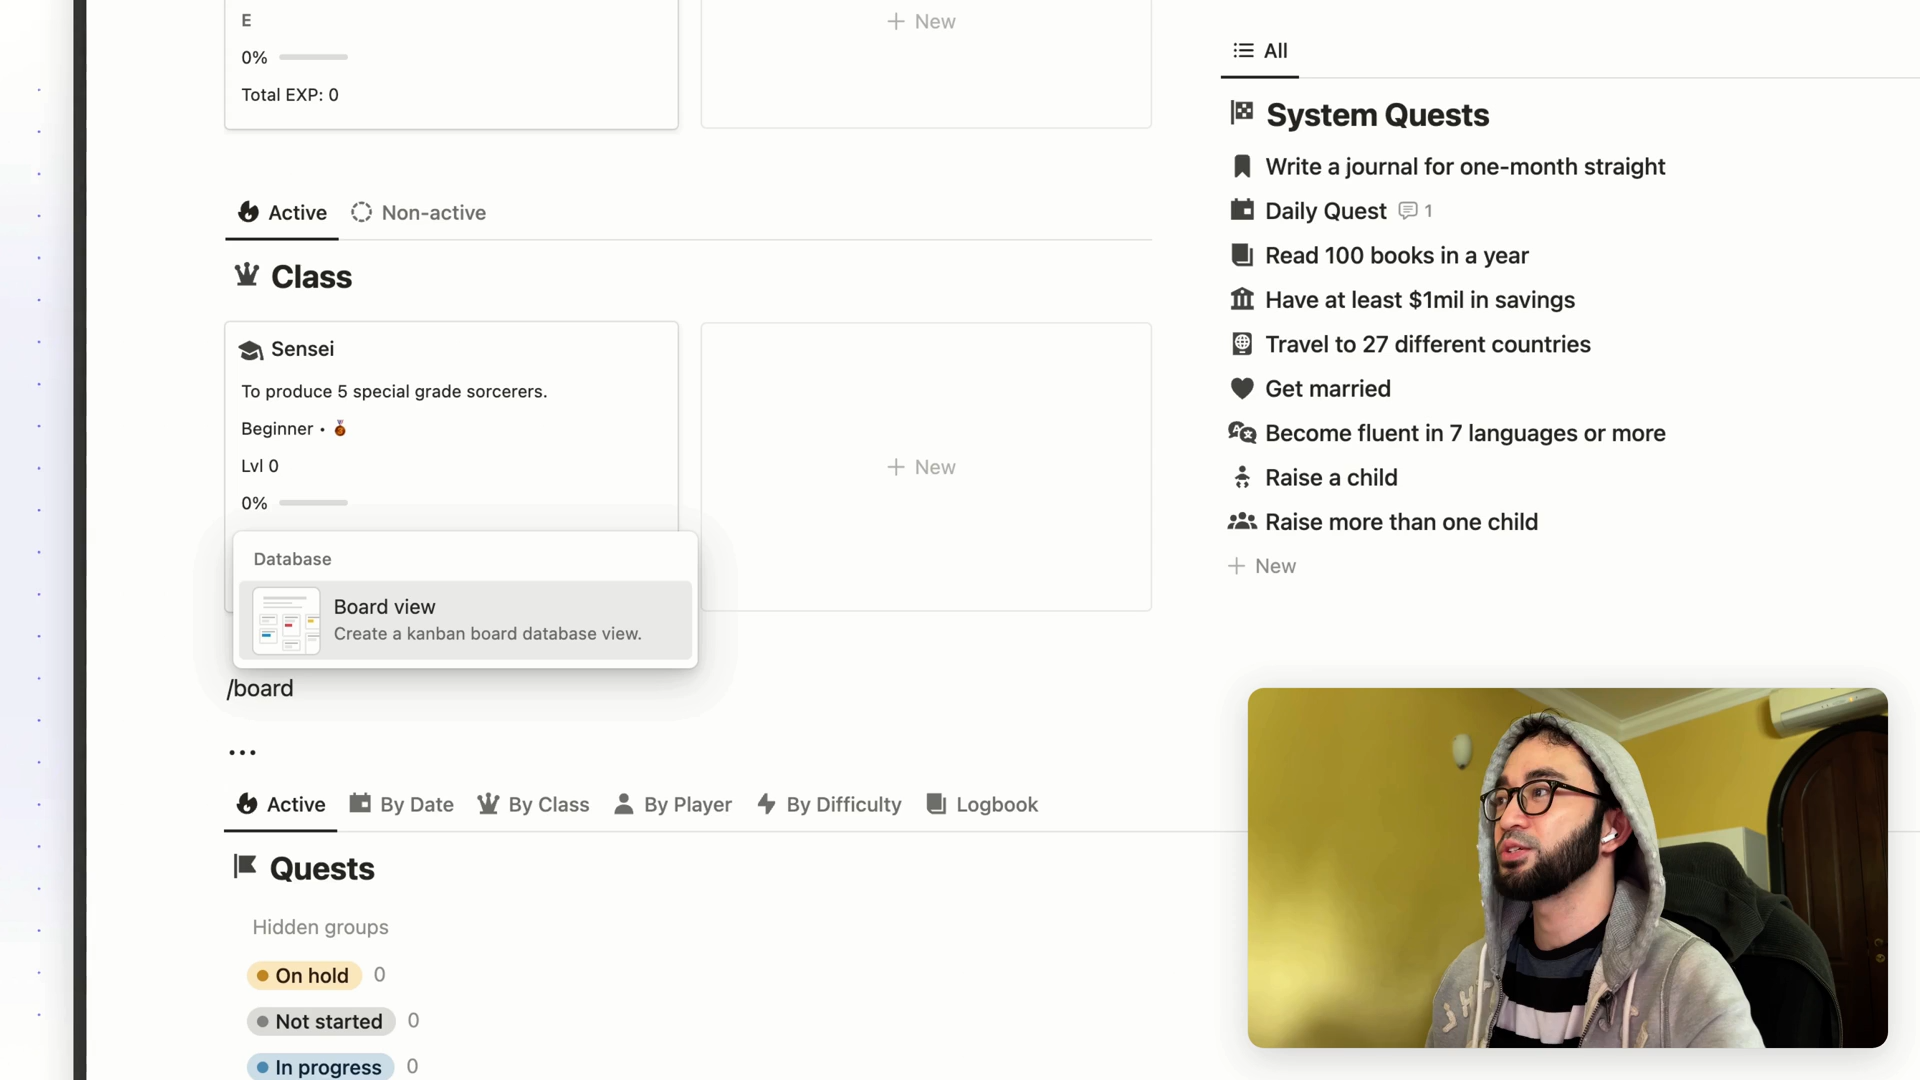 E
0%
Total EXP: 0
+ New
All
System Quests
Write a journal for one-month straight
Daily Quest 1
Read 100 books in a year
Have at least $1mil in savings
Travel to 27 different countries
Get married
Become fluent in 7 languages or more
Raise a child
Raise more than one child
+ New
Active Non-active
Class
Sensei
To produce 5 special grade sorcerers.
Beginner •
Lvl 0
0%
+ New
Database
Board view
Create a kanban board database view.
/board
...
Active By Date By Class By Player By Difficulty Logbook
Quests
Hidden groups
On hold 0
Not started 0
In progress 0